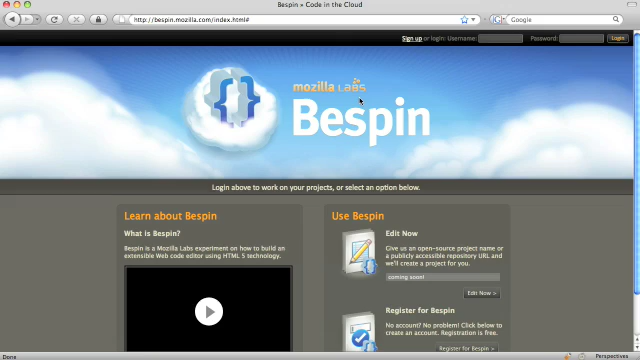 Bespin » Code in the Cloud
http://bespin.mozilla.com/index.html#
Google
Sign up or login: Username:
Password:
Login
mozilla LABS
Bespin
Login above to work on your projects, or select an option below.
Learn about Bespin
What is Bespin?
Bespin is a Mozilla Labs experiment on how to build an
extensible Web code editor using HTML 5 technology.
Use Bespin
Edit Now
Give us an open-source project name or
a publicly accessible repository URL and
we'll create a project for you.
coming soon!
Edit Now >
Register for Bespin
No account? No problem! Click below to
create an account. Registration is free.
Register for Bespin >
Done
Perspectives